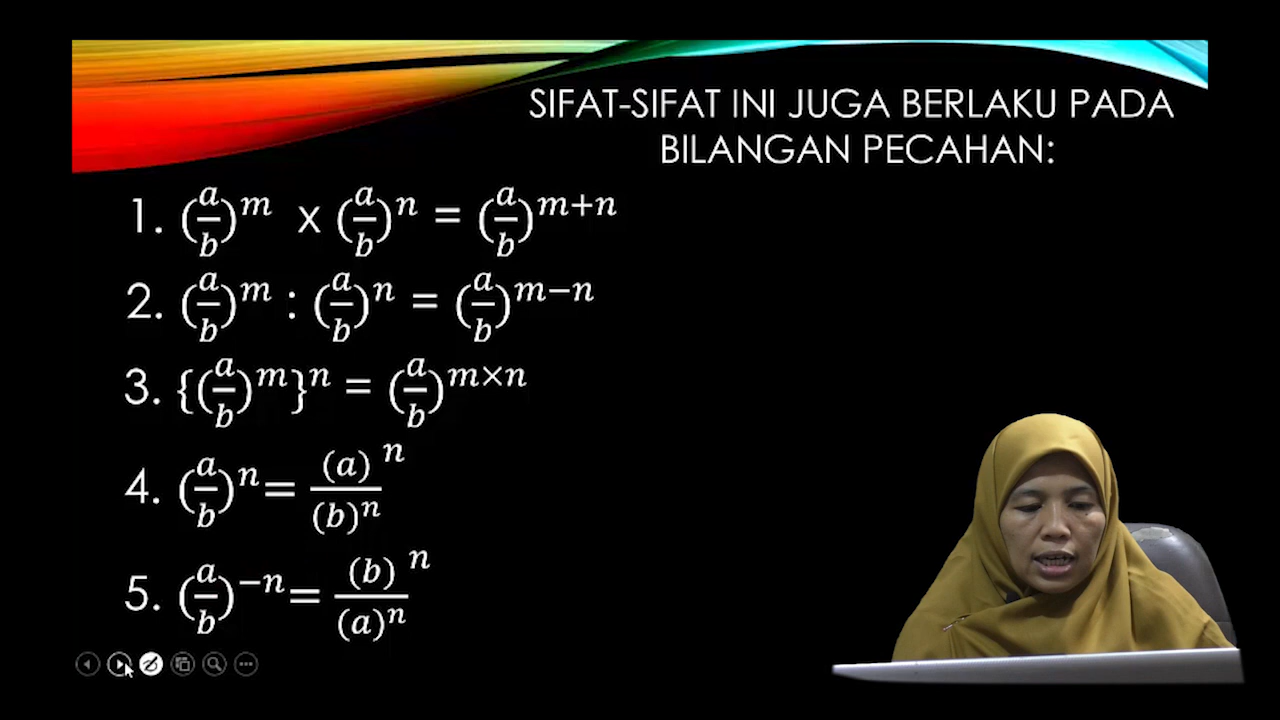 SIFAT-SIFAT INI JUGA BERLAKU PADA
BILANGAN PECAHAN:
1. (a/b)^m x (a/b)^n = (a/b)^{m+n}
2. (a/b)^m : (a/b)^n = (a/b)^{m−n}
3. {(a/b)^m}^n = (a/b)^{m×n}
4. (a/b)^n = (a)^n/(b)^n
5. (a/b)^{−n} = (b)^n/(a)^n